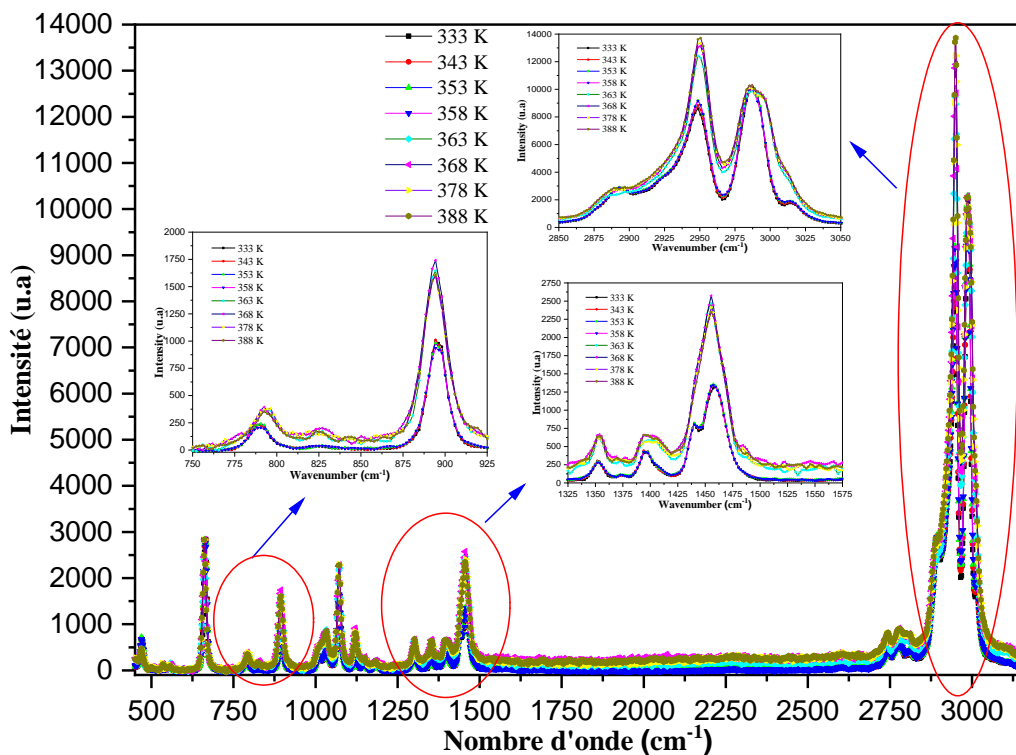 14000
13000
12000
11000
10000
9000
8000
7000
6000
5000
4000
3000
2000
1000
0
Intensité (u.a)
500 750 1000 1250 1500 1750 2000 2250 2500 2750 3000
Nombre d'onde (cm-1)
333 K
343 K
353 K
358 K
363 K
368 K
378 K
388 K
14000
12000
10000
8000
6000
4000
2000
0
Intensity (u.a)
333 K
343 K
353 K
358 K
363 K
368 K
378 K
388 K
2850 2875 2900 2925 2950 2975 3000 3025 3050
Wavenumber (cm-1)
2000
1750
1500
1250
1000
750
500
250
0
Intensity (u.a)
333 K
343 K
353 K
358 K
363 K
368 K
378 K
388 K
750 775 800 825 850 875 900 925
Wavenumber (cm-1)
2750
2500
2250
2000
1750
1500
1250
1000
750
500
250
0
Intensity (u.a)
333 K
343 K
353 K
358 K
363 K
368 K
378 K
388 K
1325 1350 1375 1400 1425 1450 1475 1500 1525 1550 1575
Wavenumber (cm-1)